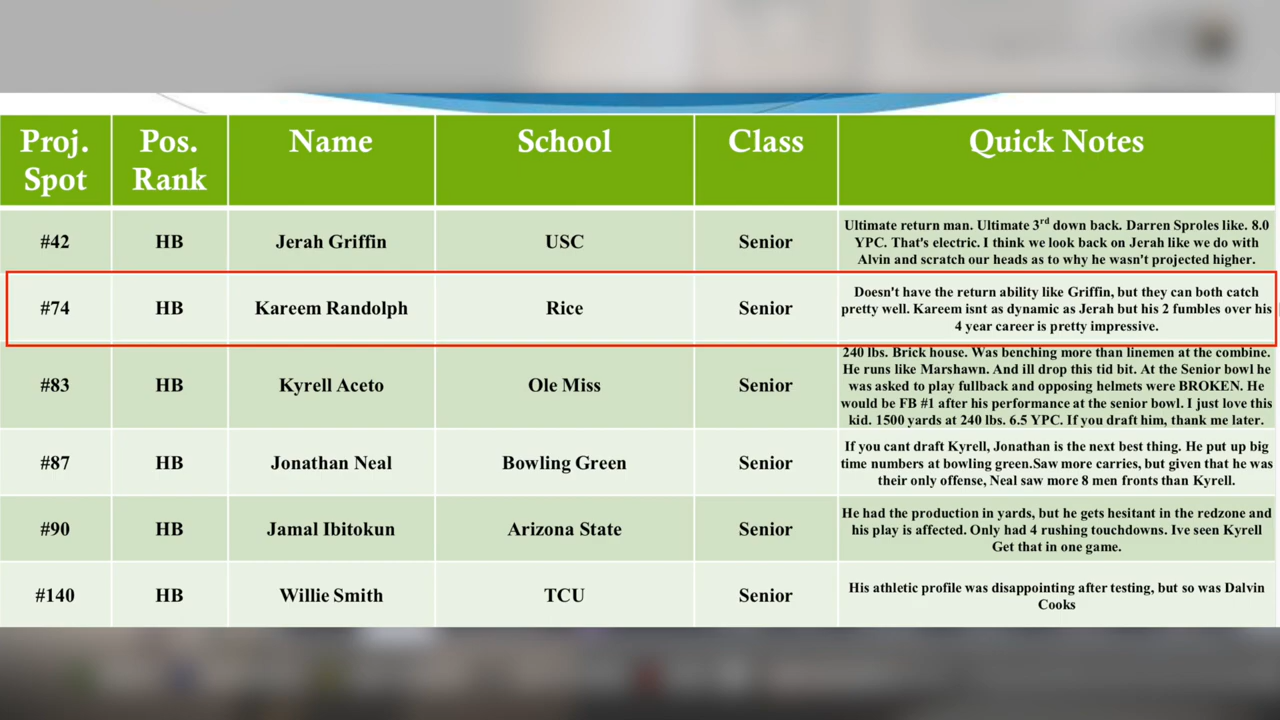 Proj. Spot
Pos. Rank
Name
School
Class
Quick Notes
#42
HB
Jerah Griffin
USC
Senior
Ultimate return man. Ultimate 3rd down back. Darren Sproles like. 8.0
YPC. That's electric. I think we look back on Jerah like we do with
Alvin and scratch our heads as to why he wasn't projected higher.
#74
HB
Kareem Randolph
Rice
Senior
Doesn't have the return ability like Griffin, but they can both catch
pretty well. Kareem isnt as dynamic as Jerah but his 2 fumbles over his
4 year career is pretty impressive.
#83
HB
Kyrell Aceto
Ole Miss
Senior
240 lbs. Brick house. Was benching more than linemen at the combine.
He runs like Marshawn. And ill drop this tid bit. At the Senior bowl he
was asked to play fullback and opposing helmets were BROKEN. He
would be FB #1 after his performance at the senior bowl. I just love this
kid. 1500 yards at 240 lbs. 6.5 YPC. If you draft him, thank me later.
#87
HB
Jonathan Neal
Bowling Green
Senior
If you cant draft Kyrell, Jonathan is the next best thing. He put up big
time numbers at bowling green.Saw more carries, but given that he was
their only offense, Neal saw more 8 men fronts than Kyrell.
#90
HB
Jamal Ibitokun
Arizona State
Senior
He had the production in yards, but he gets hesitant in the redzone and
his play is affected. Only had 4 rushing touchdowns. Ive seen Kyrell
Get that in one game.
#140
HB
Willie Smith
TCU
Senior
His athletic profile was disappointing after testing, but so was Dalvin
Cooks